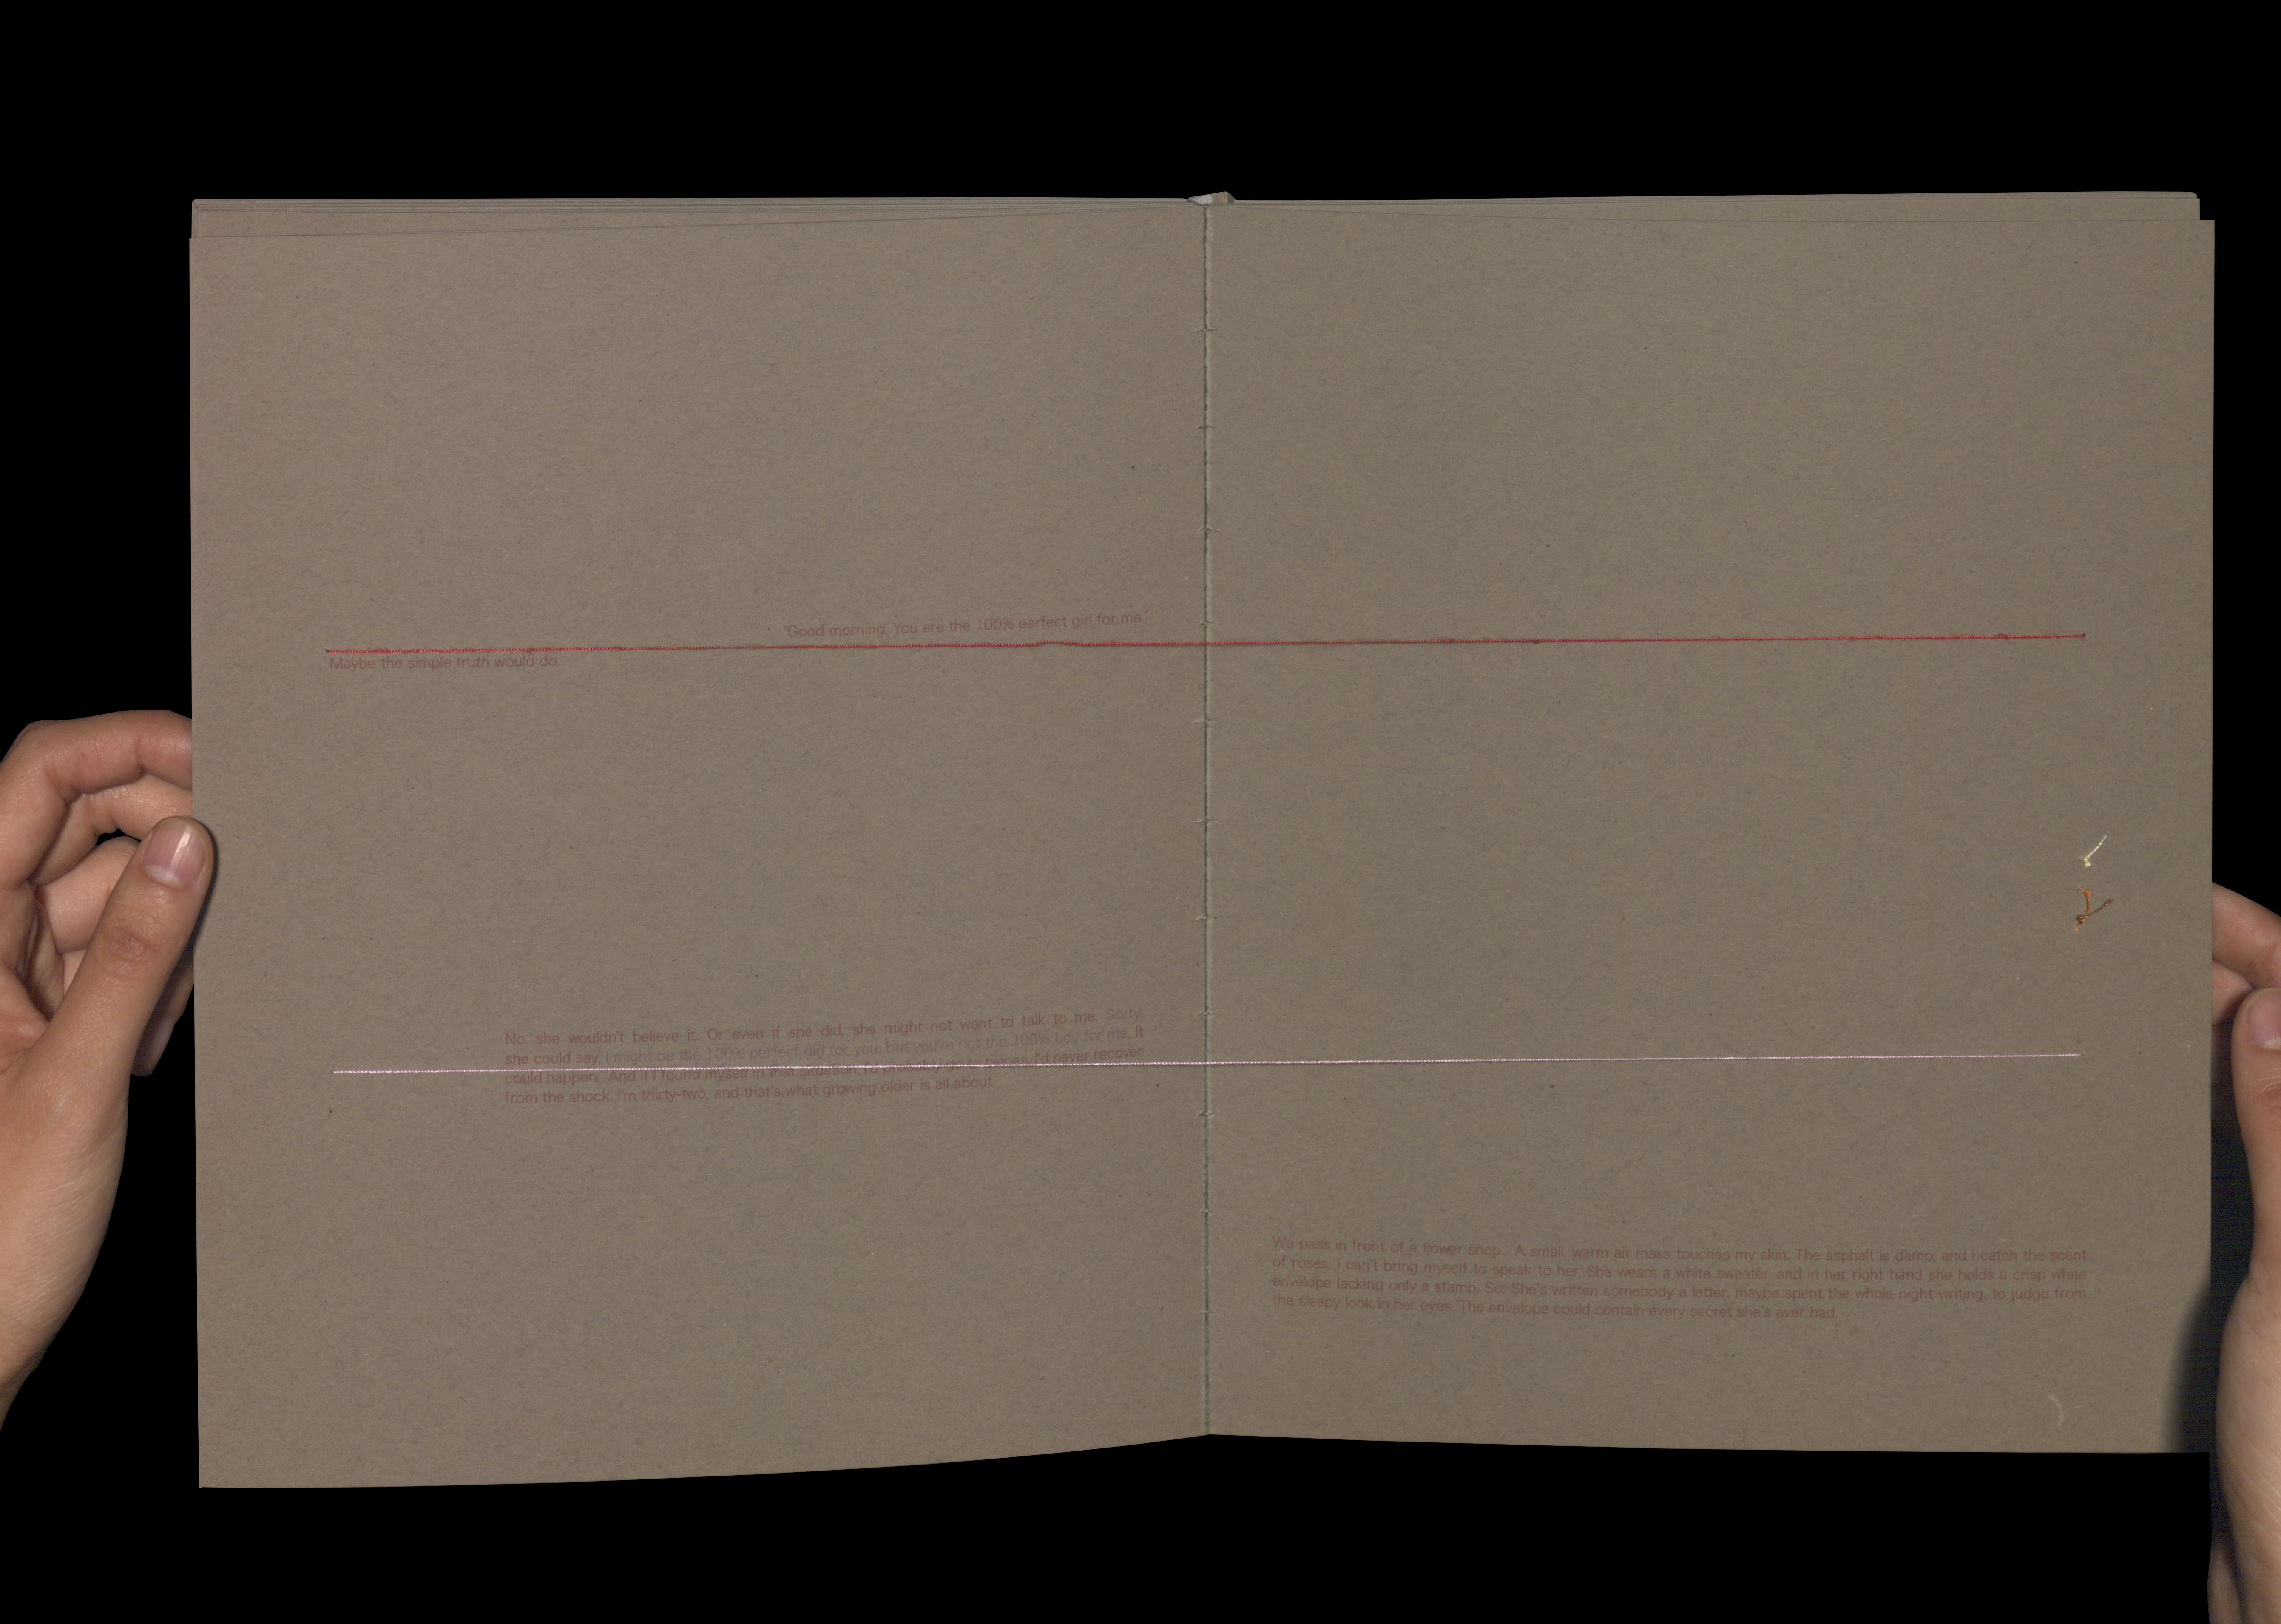 "Good morning. You are the 100% perfect girl for me."
Maybe the simple truth would do.
No, she wouldn't believe it. Or even if she did, she might not want to talk to me. Sorry,
she could say, I might be the 100% perfect girl for you, but you're not the 100% boy for me. It
could happen. And if I found myself in that situation, I'd probably go to pieces. I'd never recover
from the shock. I'm thirty-two, and that's what growing older is all about.
We pass in front of a flower shop. A small, warm air mass touches my skin. The asphalt is damp, and I catch the scent
of roses. I can't bring myself to speak to her. She wears a white sweater, and in her right hand she holds a crisp white
envelope lacking only a stamp. So: She's written somebody a letter, maybe spent the whole night writing, to judge from
the sleepy look in her eyes. The envelope could contain every secret she's ever had.